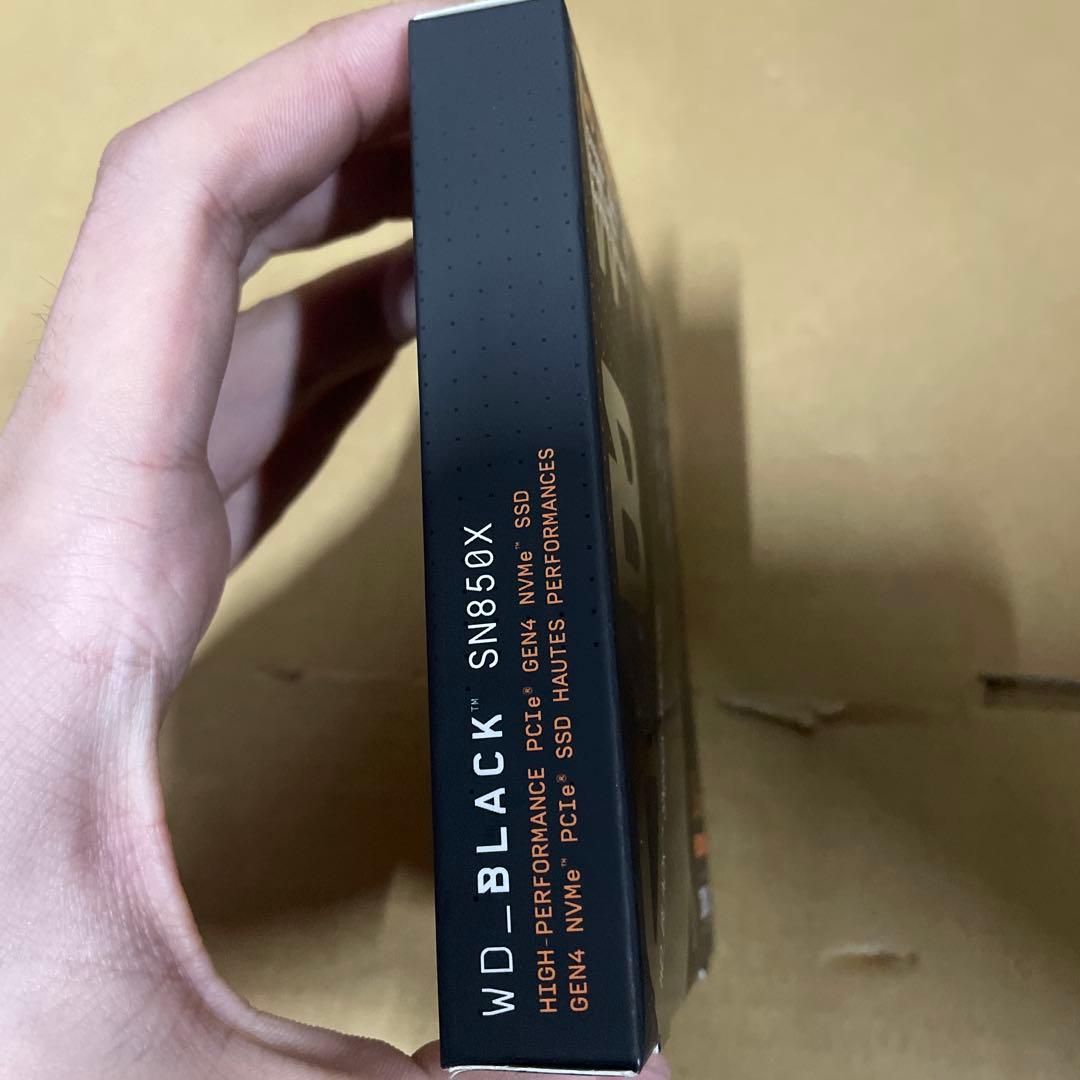 WD_BLACK™ SN850X
HIGH-PERFORMANCE PCIe® GEN4 NVMe™ SSD
GEN4 NVMe™ PCIe® SSD HAUTES PERFORMANCES